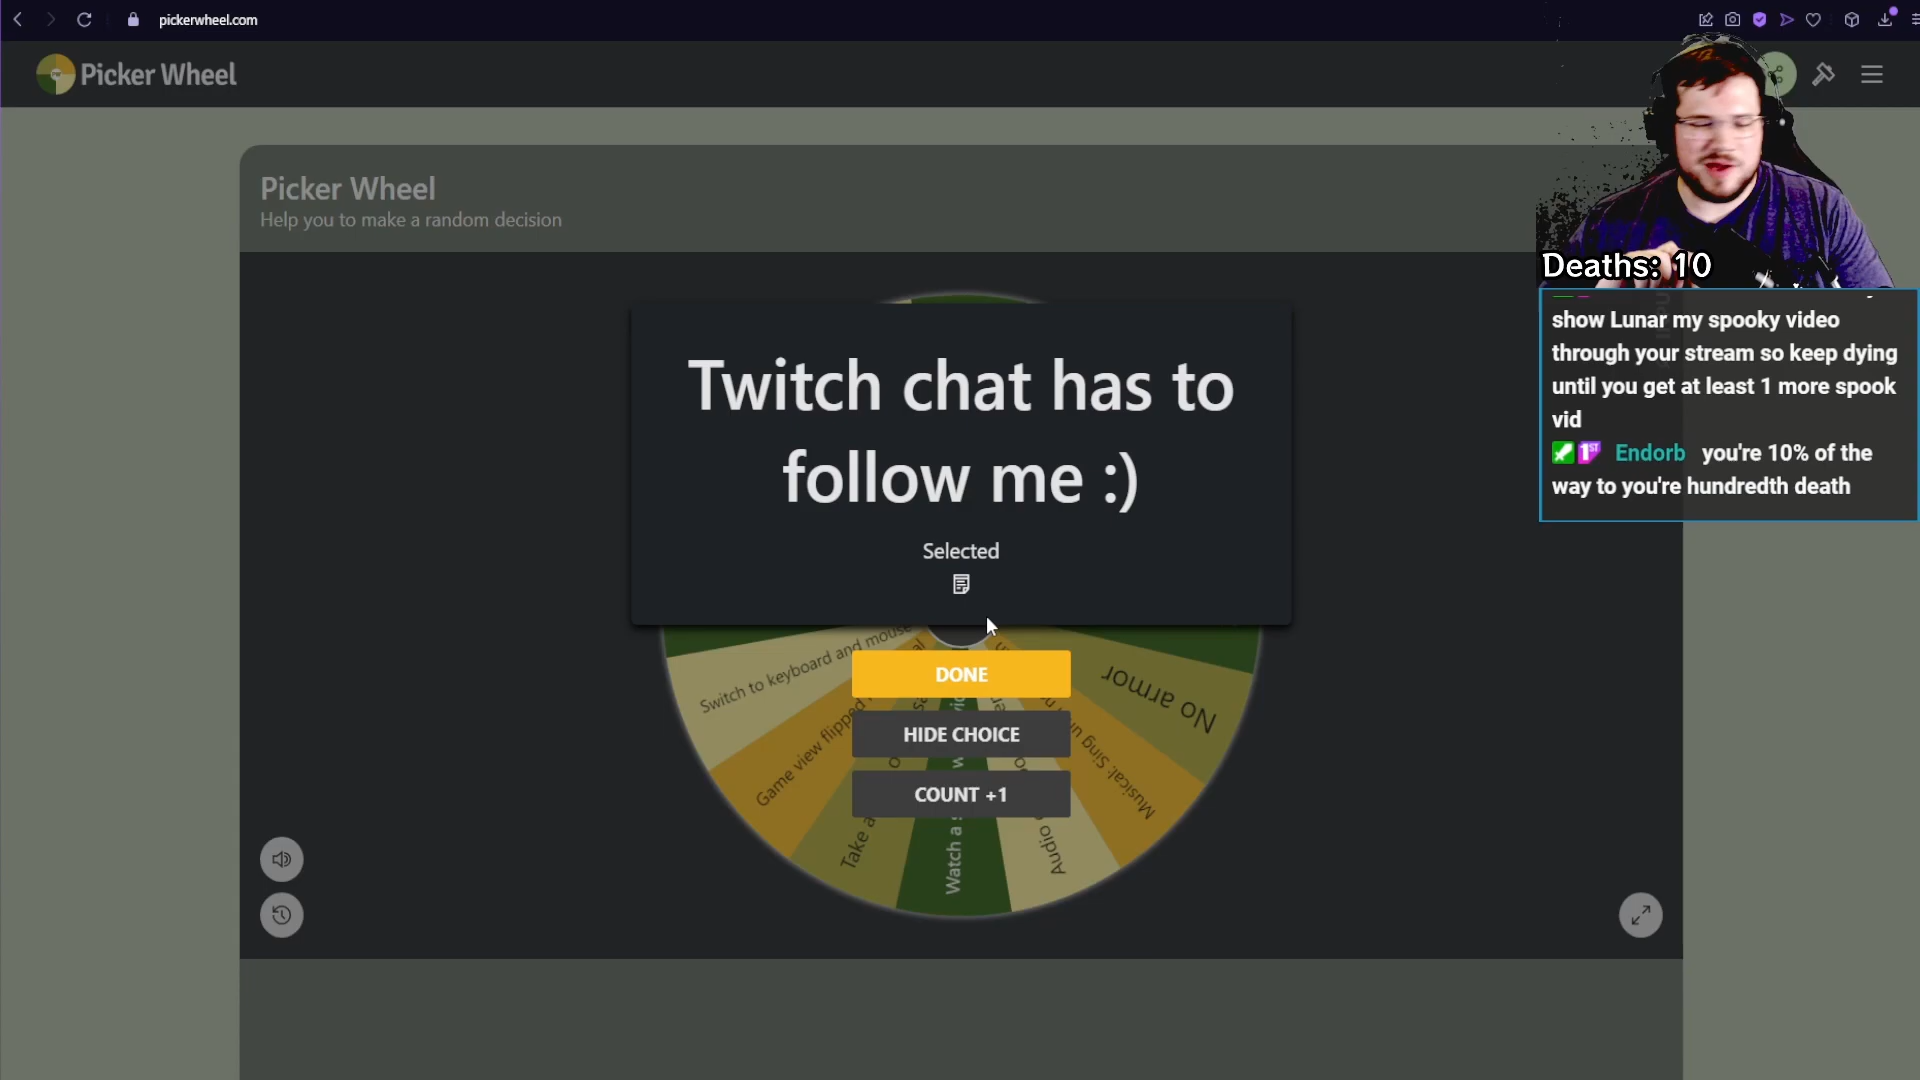 pickerwheel.com
Picker Wheel
Picker Wheel
Help you to make a random decision
Deaths: 10
show Lunar my spooky video
through your stream so keep dying
until you get at least 1 more spook
vid
1ST Endorb you're 10% of the
way to you're hundredth death
Twitch chat has to
follow me :)
Selected
DONE
HIDE CHOICE
COUNT +1
Switch to keyboard and mouse
Game view flipped
Take a
Watch a
Audio
Musical: Sing
No armor